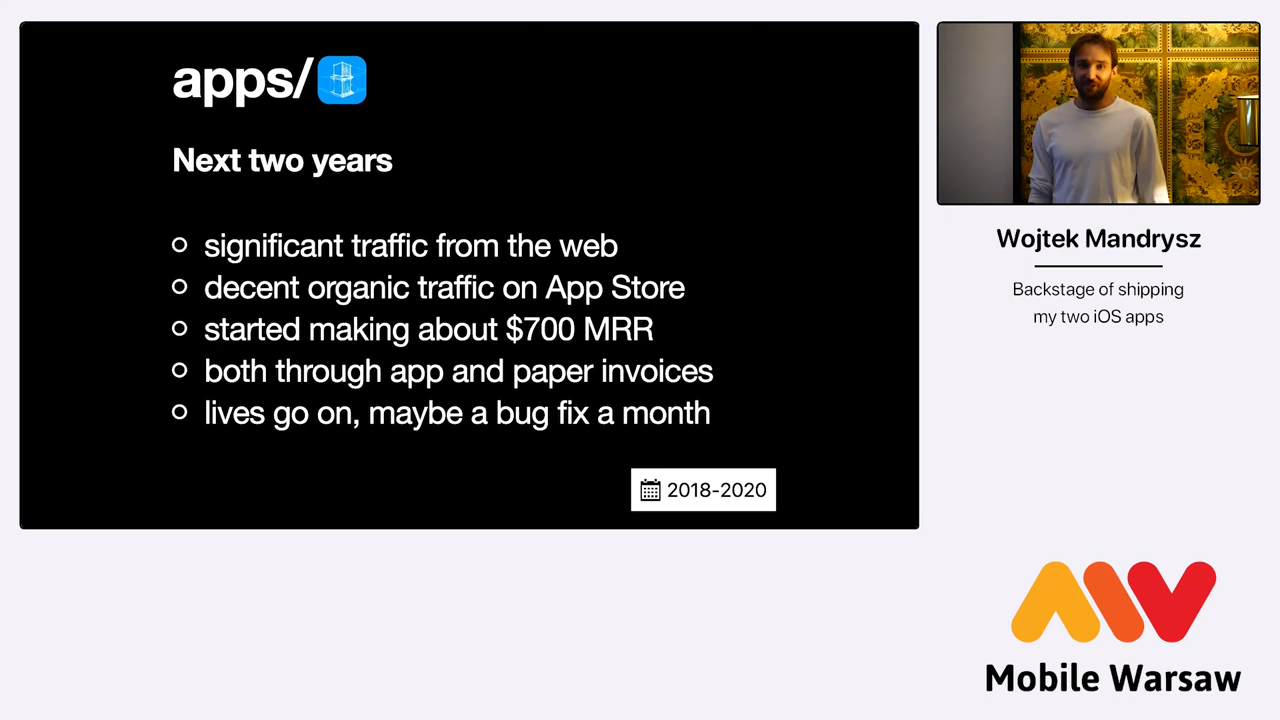 apps/
Next two years
significant traffic from the web
decent organic traffic on App Store
started making about $700 MRR
both through app and paper invoices
lives go on, maybe a bug fix a month
2018-2020
Wojtek Mandrysz
Backstage of shipping
my two iOS apps
Mobile Warsaw